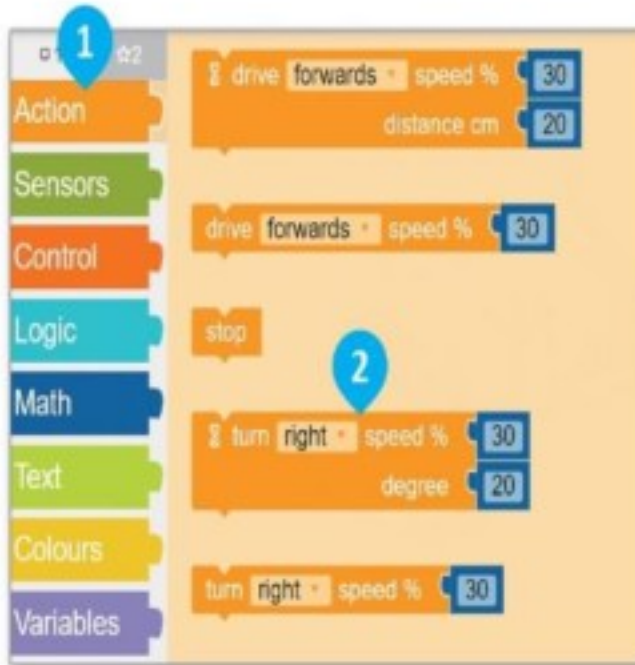 1
☆2
Action
Sensors
Control
Logic
Math
Text
Colours
Variables
drive forwards speed % 30
distance cm 20
drive forwards speed % 30
stop
2
turn right speed % 30
degree 20
turn right speed % 30